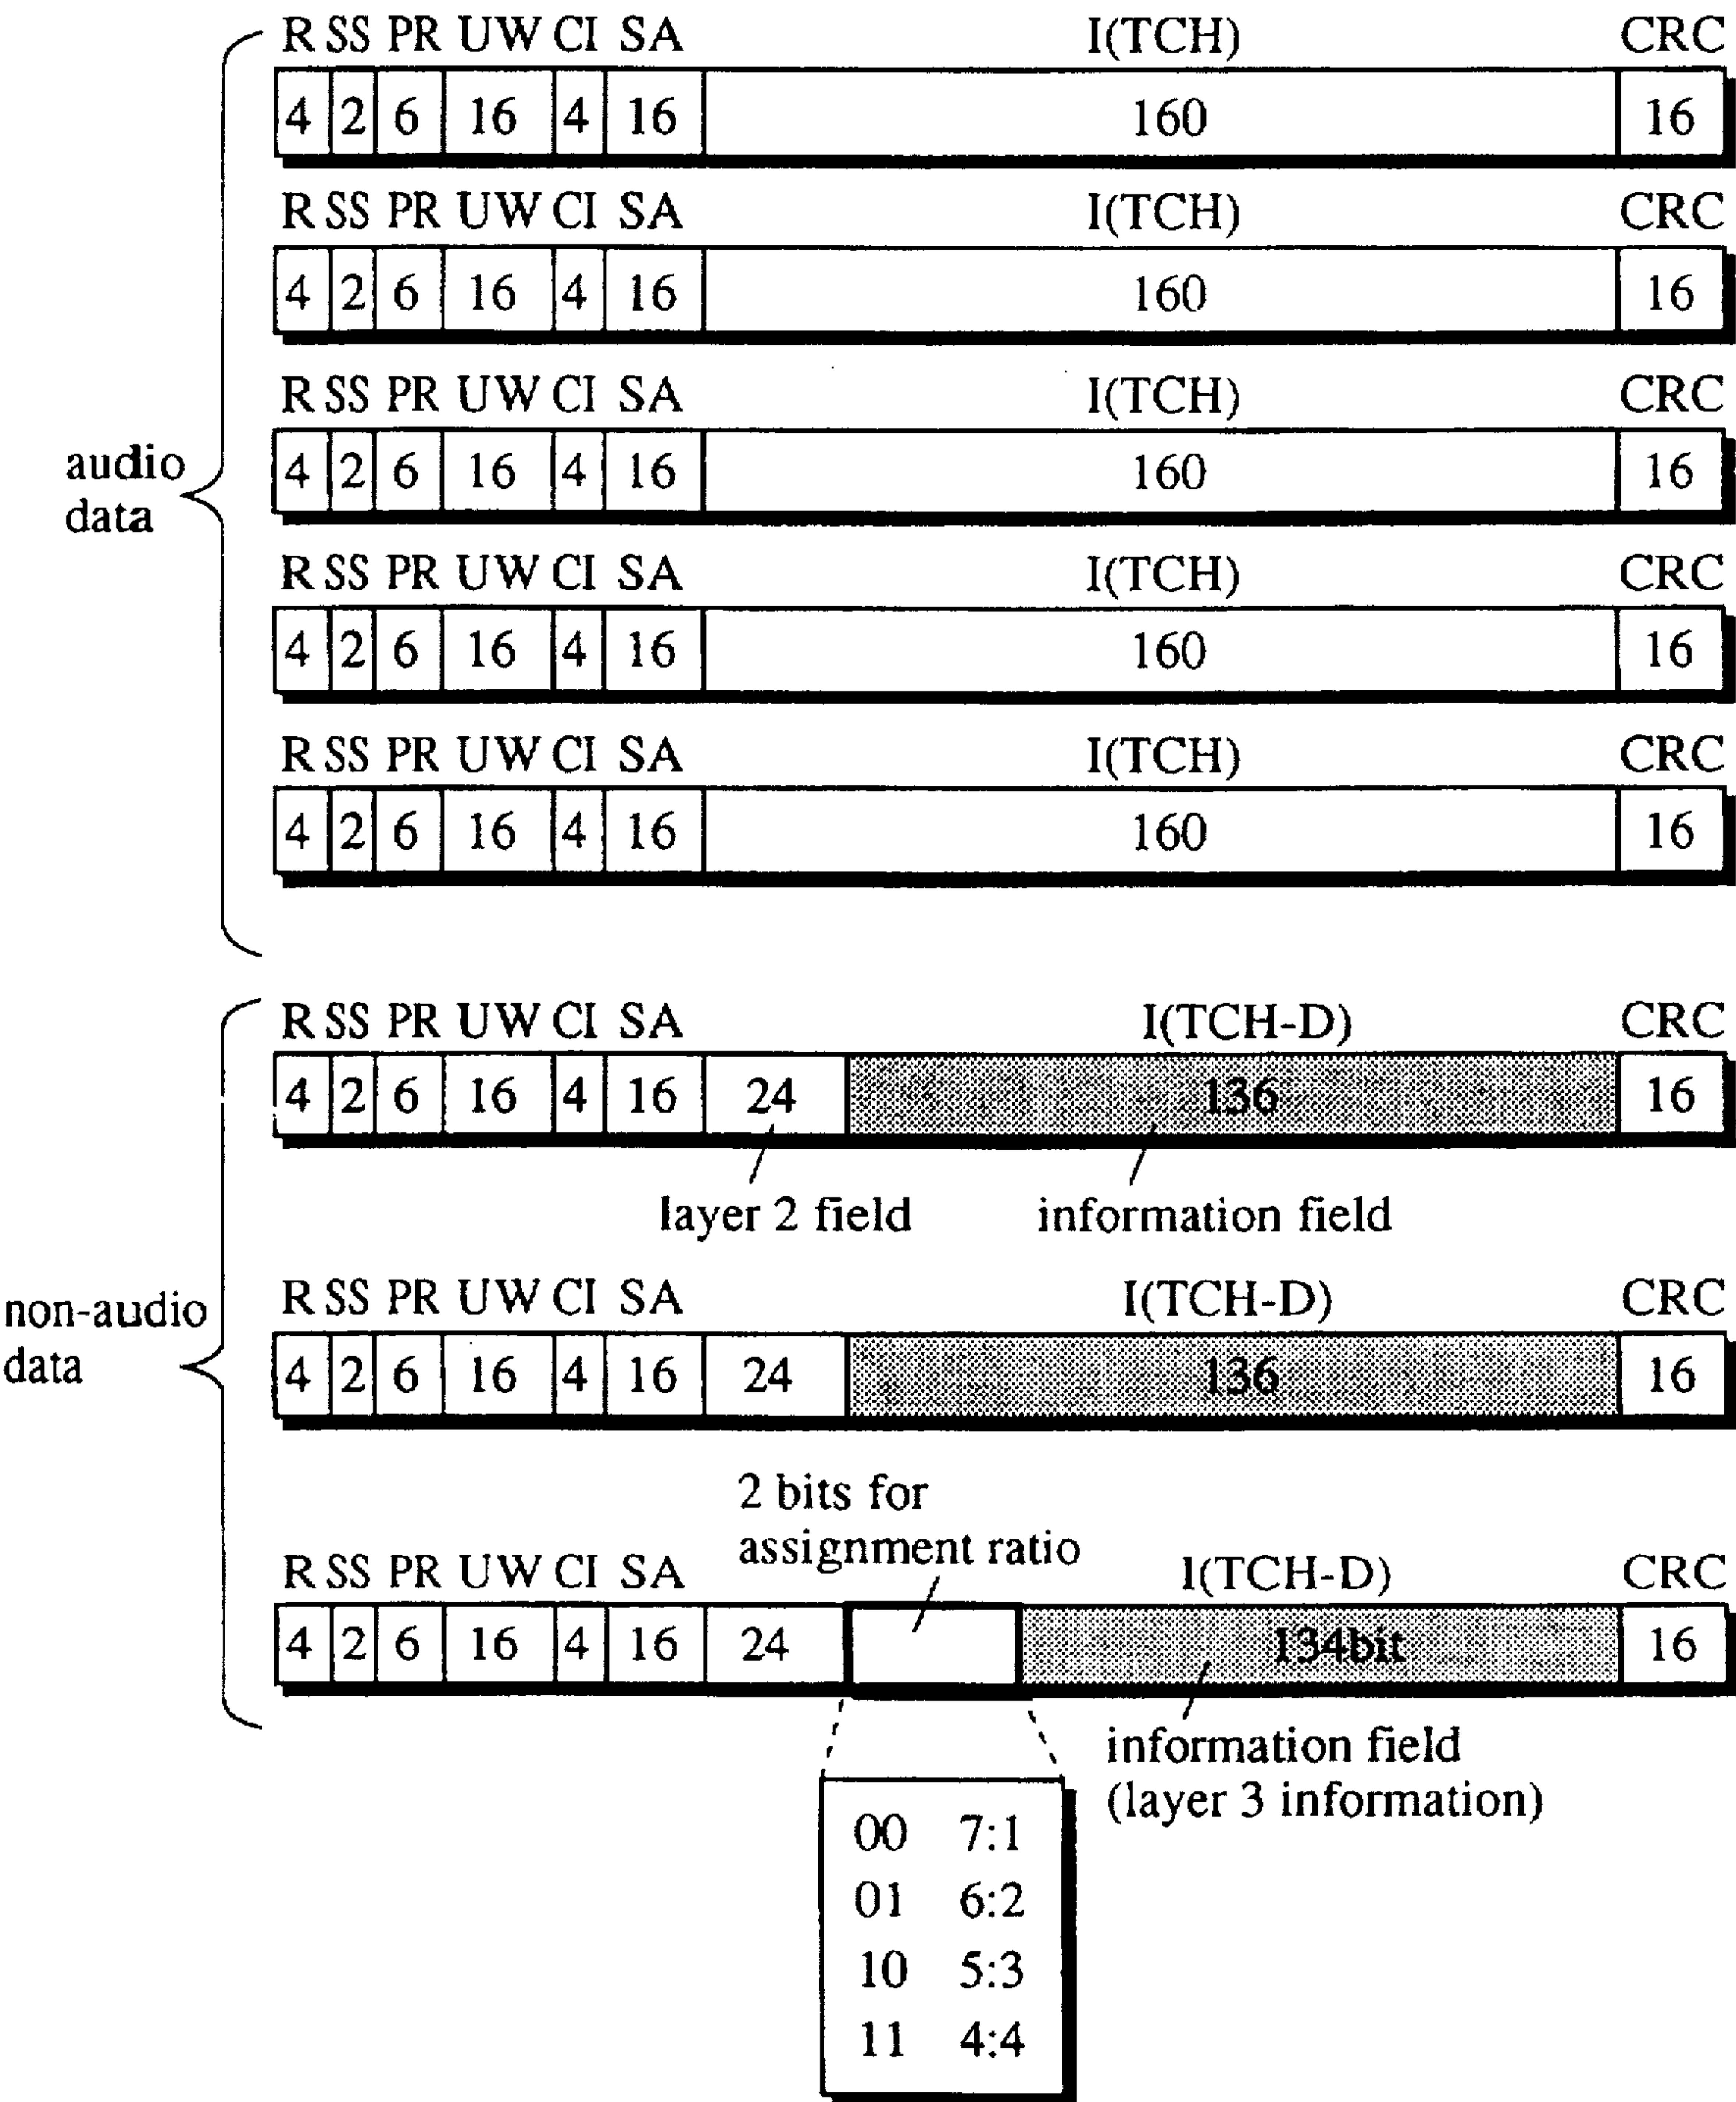 R SS PR UW CI SA I(TCH) CRC
4 2 6 16 4 16 160 16
R SS PR UW CI SA I(TCH) CRC
4 2 6 16 4 16 160 16
R SS PR UW CI SA I(TCH) CRC
audio
data
4 2 6 16 4 16 160 16
R SS PR UW CI SA I(TCH) CRC
4 2 6 16 4 16 160 16
R SS PR UW CI SA I(TCH) CRC
4 2 6 16 4 16 160 16
R SS PR UW CI SA I(TCH-D) CRC
4 2 6 16 4 16 24 136 16
layer 2 field
information field
non-audio
data
R SS PR UW CI SA I(TCH-D) CRC
4 2 6 16 4 16 24 136 16
2 bits for
assignment ratio
R SS PR UW CI SA I(TCH-D) CRC
4 2 6 16 4 16 24 134bit 16
information field
(layer 3 information)
00 7:1
01 6:2
10 5:3
11 4:4